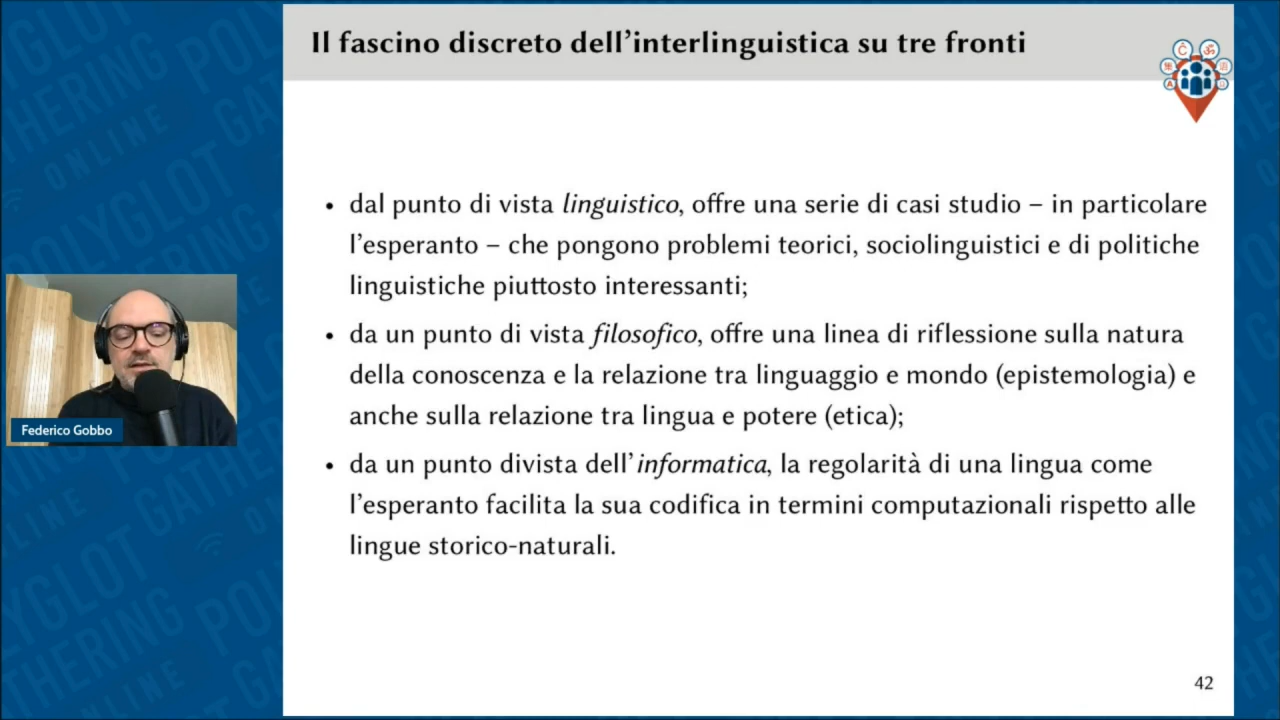 Il fascino discreto dell'interlinguistica su tre fronti
• dal punto di vista linguistico, offre una serie di casi studio – in particolare
l'esperanto – che pongono problemi teorici, sociolinguistici e di politiche
linguistiche piuttosto interessanti;
• da un punto di vista filosofico, offre una linea di riflessione sulla natura
della conoscenza e la relazione tra linguaggio e mondo (epistemologia) e
anche sulla relazione tra lingua e potere (etica);
• da un punto divista dell'informatica, la regolarità di una lingua come
l'esperanto facilita la sua codifica in termini computazionali rispetto alle
lingue storico-naturali.
42
Federico Gobbo
POLYGLOT
GATHERING
ONLINE